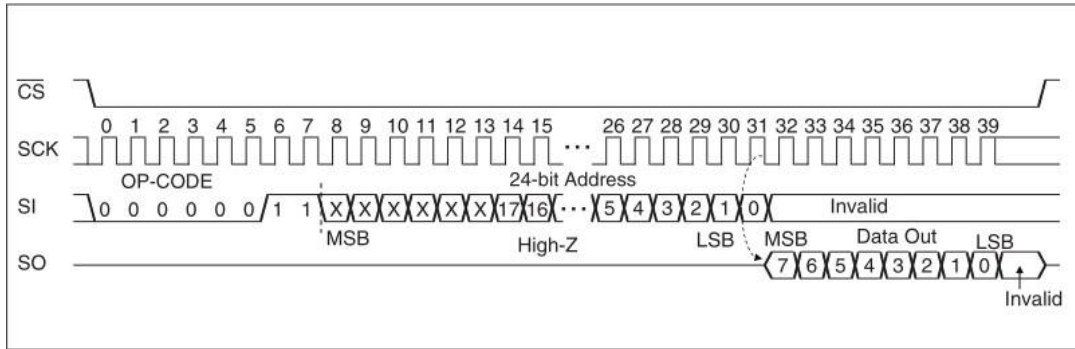 CS
0 1 2 3 4 5 6 7 8 9 10 11 12 13 14 15 26 27 28 29 30 31 32 33 34 35 36 37 38 39
SCK
OP-CODE 24-bit Address
SI 0 0 0 0 0 0 1 1 X X X X X X 17 16 ··· 5 4 3 2 1 0 Invalid
MSB High-Z LSB MSB Data Out LSB
SO 7 6 5 4 3 2 1 0
Invalid